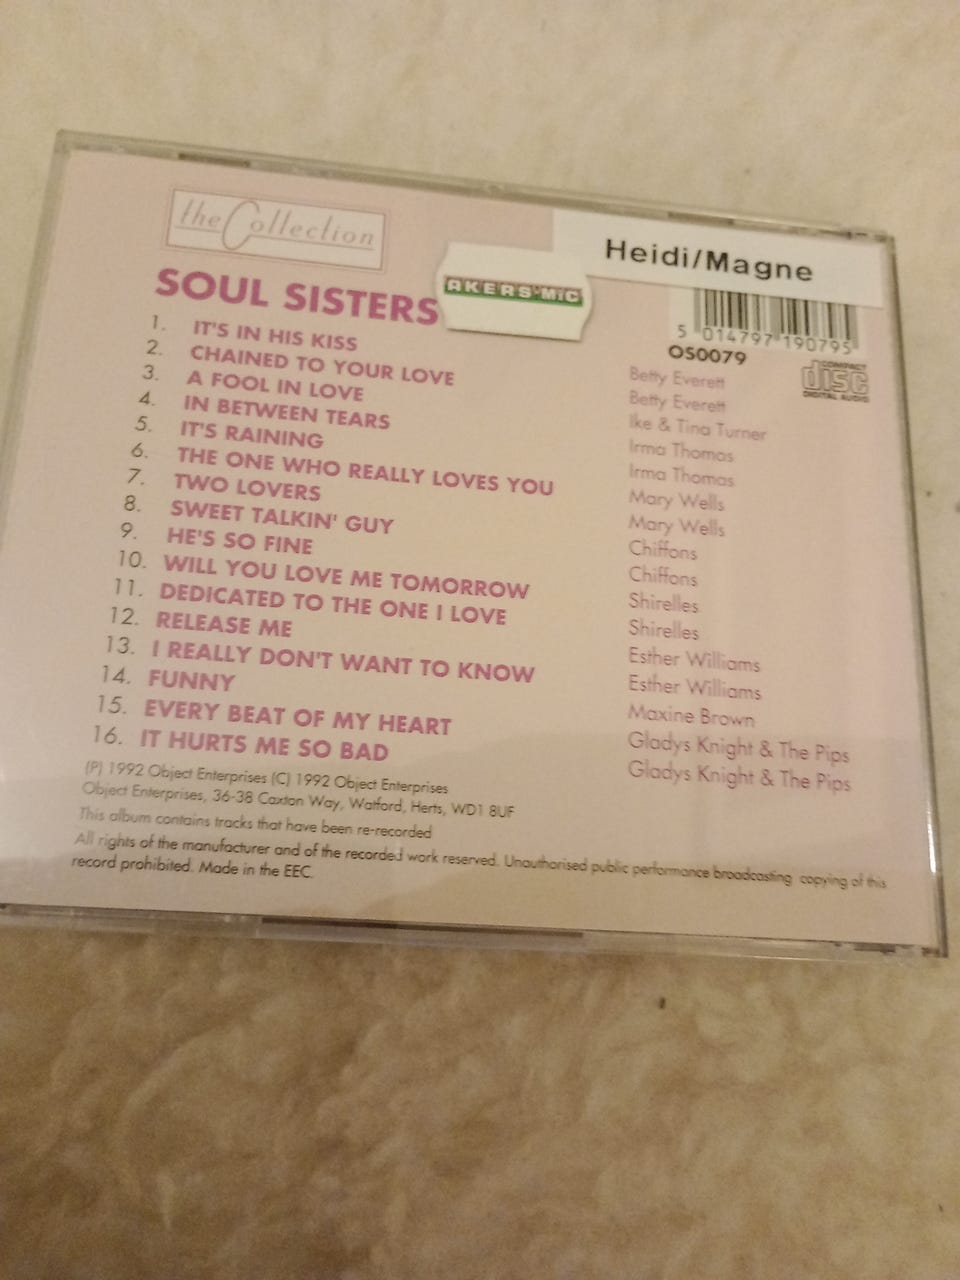 the Collection
Heidi/Magne
AKERS MIC
SOUL SISTERS
5 014797 190795
OS0079
COMPACT
disc
DIGITAL AUDIO
1. IT'S IN HIS KISS Betty Everett
2. CHAINED TO YOUR LOVE Betty Everett
3. A FOOL IN LOVE Ike & Tina Turner
4. IN BETWEEN TEARS Irma Thomas
5. IT'S RAINING Irma Thomas
6. THE ONE WHO REALLY LOVES YOU Mary Wells
7. TWO LOVERS Mary Wells
8. SWEET TALKIN' GUY Chiffons
9. HE'S SO FINE Chiffons
10. WILL YOU LOVE ME TOMORROW Shirelles
11. DEDICATED TO THE ONE I LOVE Shirelles
12. RELEASE ME Esther Williams
13. I REALLY DON'T WANT TO KNOW Esther Williams
14. FUNNY Maxine Brown
15. EVERY BEAT OF MY HEART Gladys Knight & The Pips
16. IT HURTS ME SO BAD Gladys Knight & The Pips
(P) 1992 Object Enterprises (C) 1992 Object Enterprises
Object Enterprises, 36-38 Caxton Way, Watford, Herts, WD1 8UF
This album contains tracks that have been re-recorded
All rights of the manufacturer and of the recorded work reserved. Unauthorised public performance broadcasting copying of this
record prohibited. Made in the EEC.